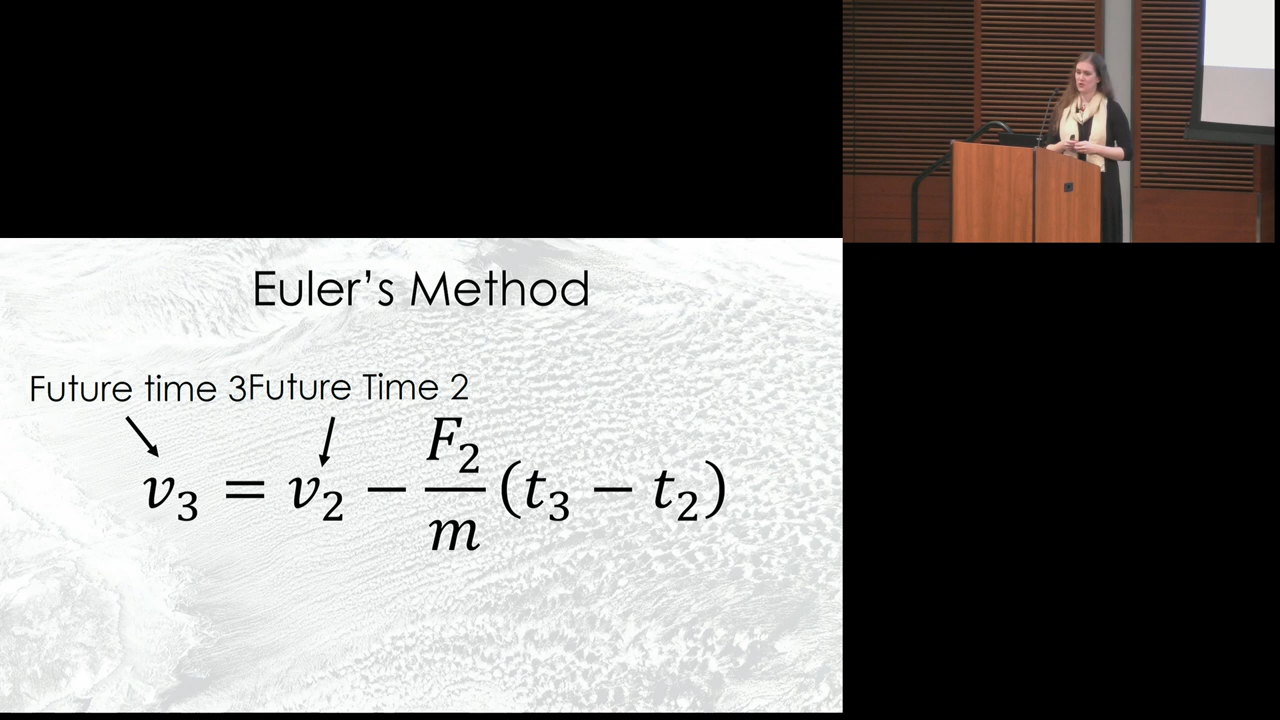 Euler's Method
Future time 3Future Time 2
v₃ = v₂ − F₂/m (t₃ − t₂)